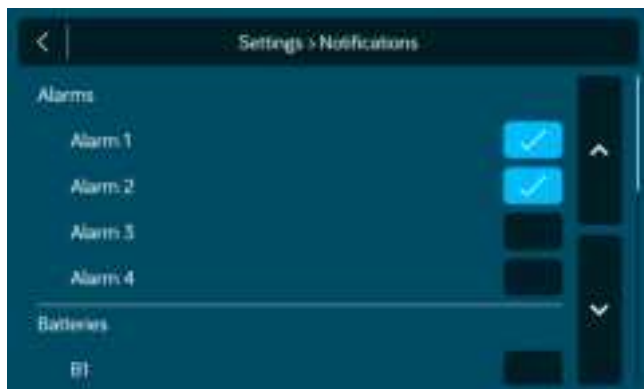 Settings > Notifications
Alarms
Alarm 1
Alarm 2
Alarm 3
Alarm 4
Batteries
B1